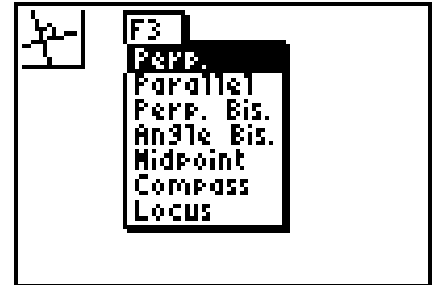 F3
Perp.
Parallel
Perp. Bis.
Angle Bis.
Midpoint
Compass
Locus